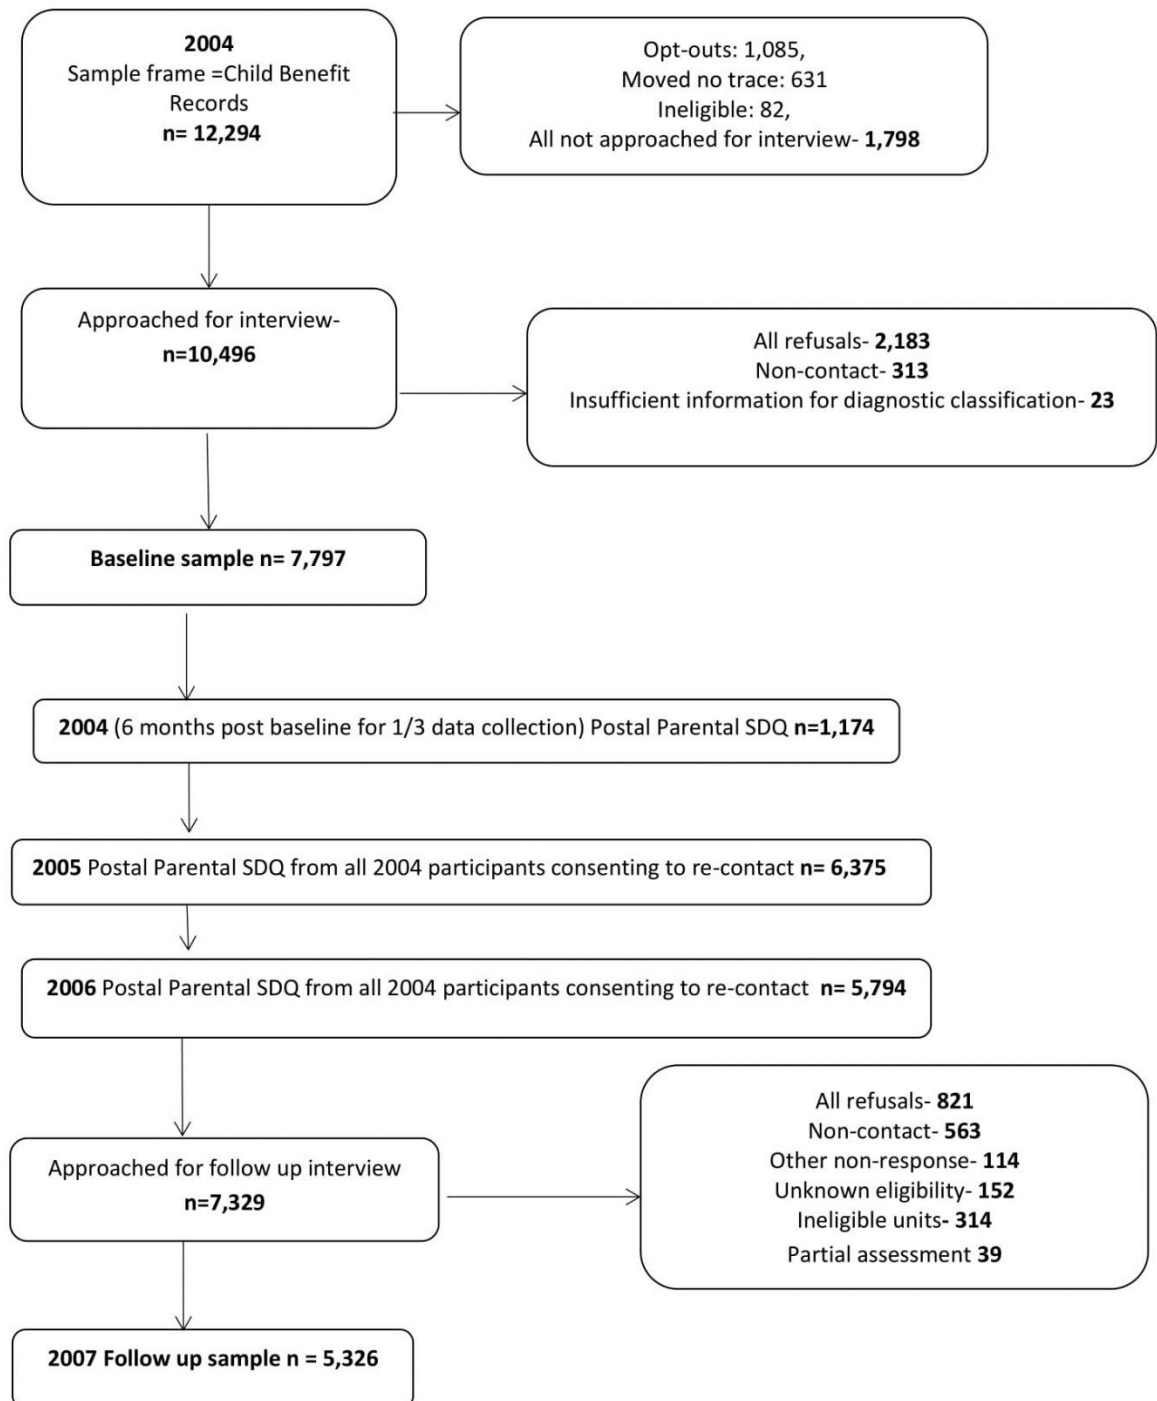 2004
Sample frame =Child Benefit
Records
n= 12,294
Opt-outs: 1,085,
Moved no trace: 631
Ineligible: 82,
All not approached for interview- 1,798
Approached for interview-
n=10,496
All refusals- 2,183
Non-contact- 313
Insufficient information for diagnostic classification- 23
Baseline sample n= 7,797
2004 (6 months post baseline for 1/3 data collection) Postal Parental SDQ n=1,174
2005 Postal Parental SDQ from all 2004 participants consenting to re-contact n= 6,375
2006 Postal Parental SDQ from all 2004 participants consenting to re-contact n= 5,794
Approached for follow up interview
n=7,329
All refusals- 821
Non-contact- 563
Other non-response- 114
Unknown eligibility- 152
Ineligible units- 314
Partial assessment 39
2007 Follow up sample n = 5,326